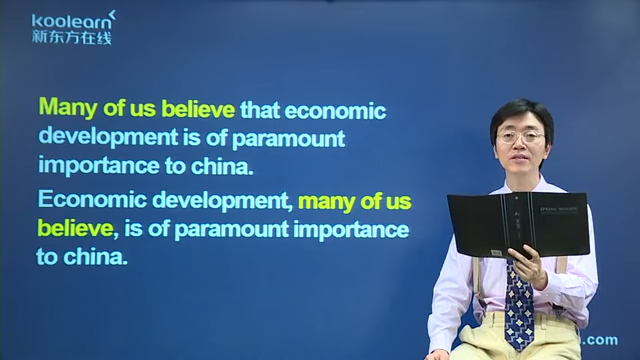 koolearn
新东方在线
Many of us believe that economic
development is of paramount
importance to china.
Economic development, many of us
believe, is of paramount importance
to china.
.com